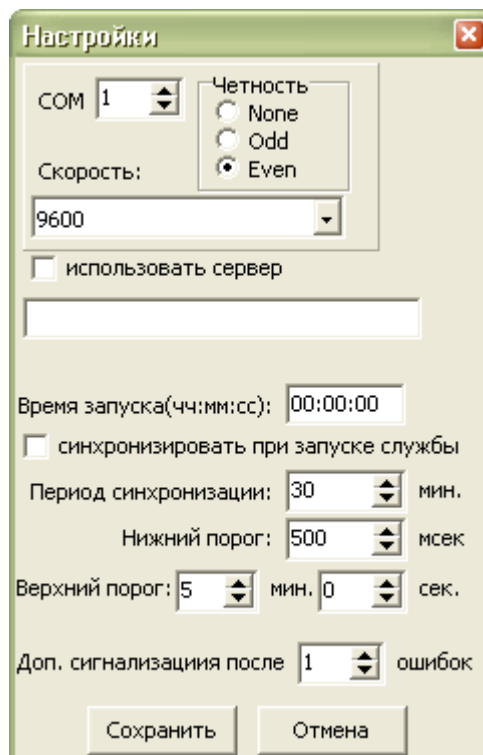 Настройки
COM 1
Четность
None
Odd
Even
Скорость:
9600
использовать сервер
Время запуска(чч:мм:сс): 00:00:00
синхронизировать при запуске службы
Период синхронизации: 30 мин.
Нижний порог: 500 мсек
Верхний порог: 5 мин. 0 сек.
Доп. сигнализациия после 1 ошибок
Сохранить Отмена